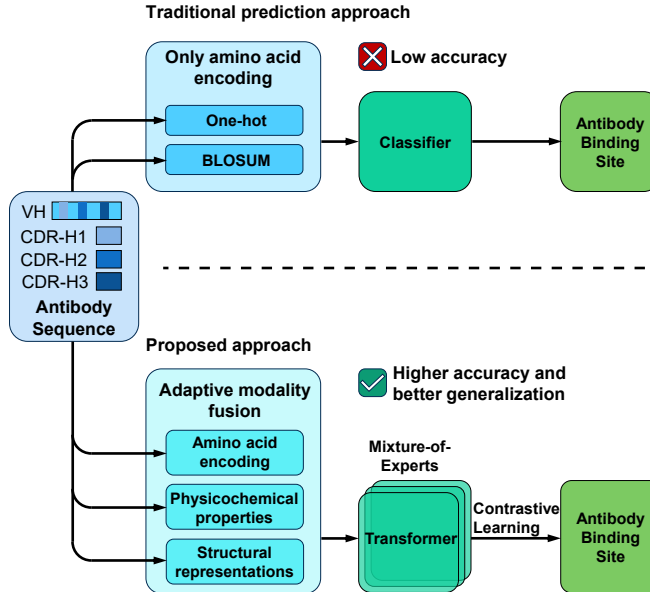 Traditional prediction approach
Only amino acid
encoding
Low accuracy
One-hot
BLOSUM
Classifier
Antibody
Binding
Site
VH
CDR-H1
CDR-H2
CDR-H3
Antibody
Sequence
Proposed approach
Adaptive modality
fusion
Higher accuracy and
better generalization
Amino acid
encoding
Physicochemical
properties
Structural
representations
Mixture-of-
Experts
Transformer
Contrastive
Learning
Antibody
Binding
Site